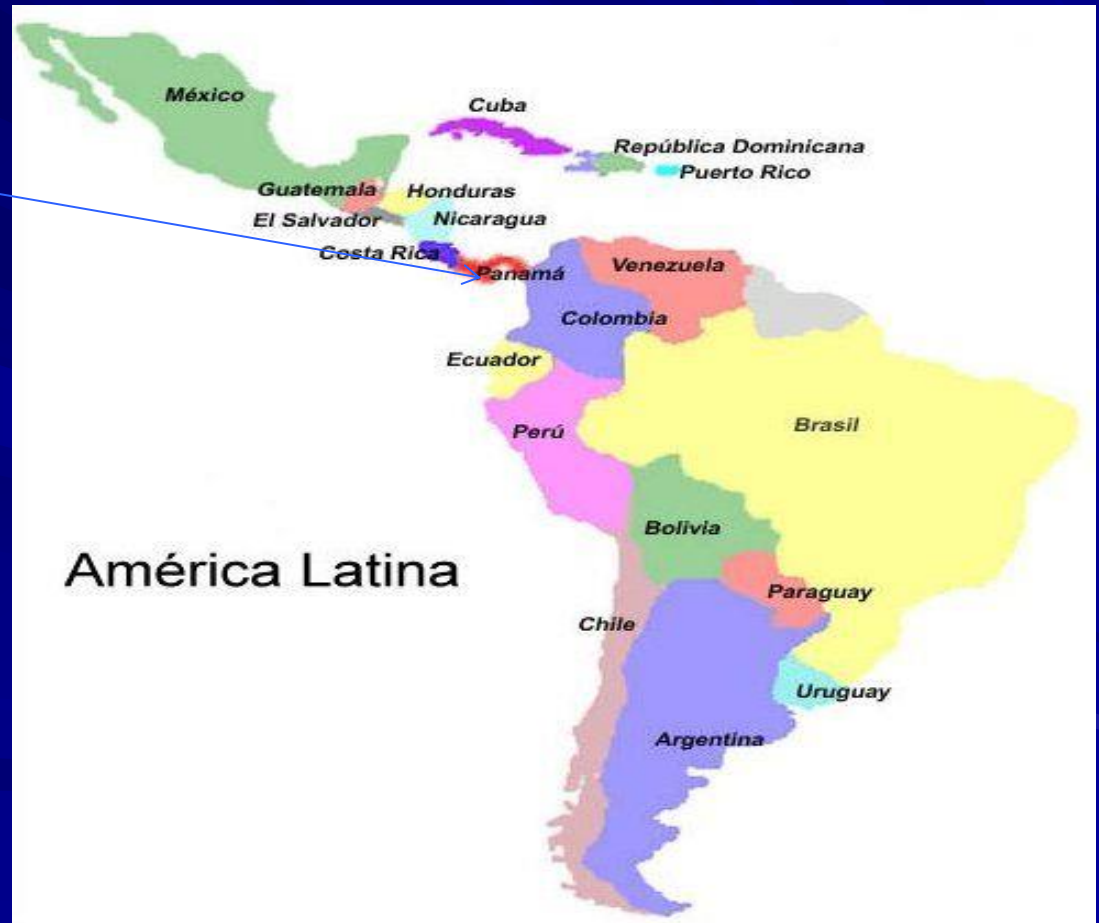 México
Cuba
República Dominicana
Puerto Rico
Guatemala
Honduras
El Salvador
Nicaragua
Costa Rica
Panamá
Venezuela
Colombia
Ecuador
Perú
Brasil
Bolivia
América Latina
Paraguay
Chile
Uruguay
Argentina